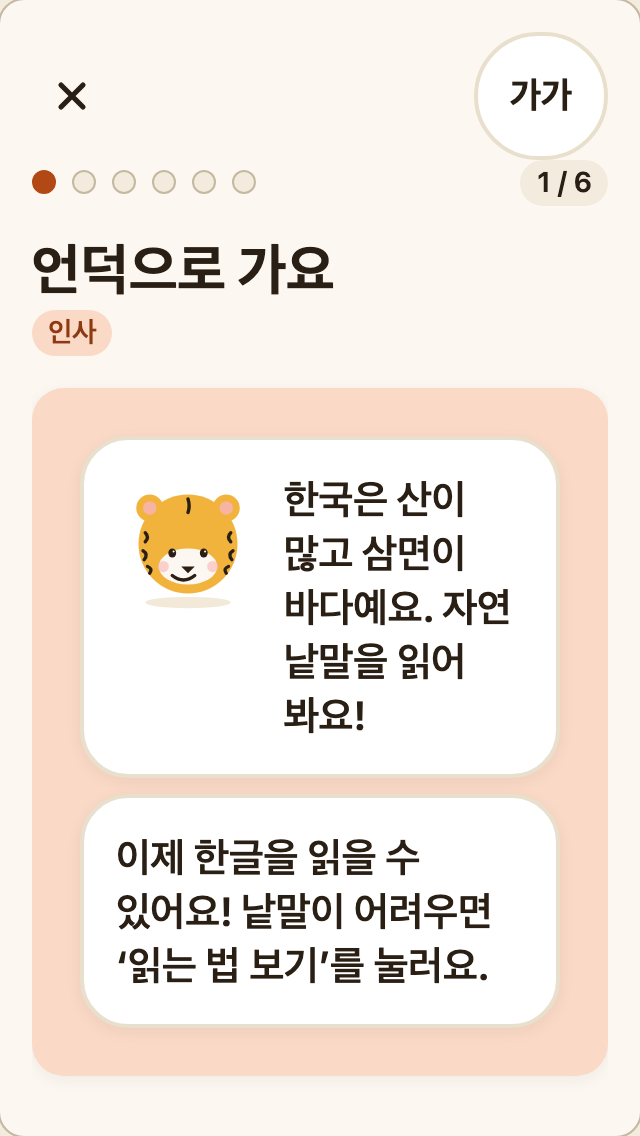 가가
1 / 6
언덕으로 가요
인사
한국은 산이
많고 삼면이
바다예요. 자연
낱말을 읽어
봐요!
이제 한글을 읽을 수
있어요! 낱말이 어려우면
‘읽는 법 보기’를 눌러요.